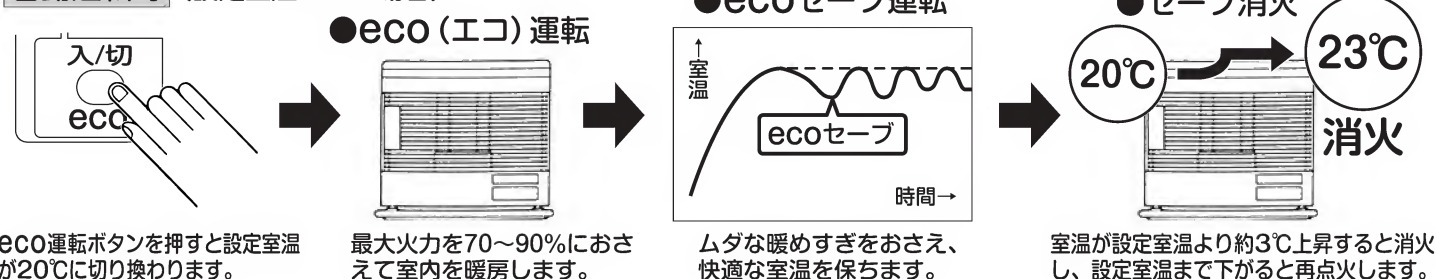 ●eco(エコ)運転
●ecoセーブ運転
●セーブ消火
入/切
eco
↑室温
ecoセーブ
時間→
20℃
23℃
消火
eco運転ボタンを押すと設定室温
が20℃に切り換わります。
最大火力を70～90%におさ
えて室内を暖房します。
ムダな暖めすぎをおさえ、
快適な室温を保ちます。
室温が設定室温より約3℃上昇すると消火
し、設定室温まで下がると再点火します。